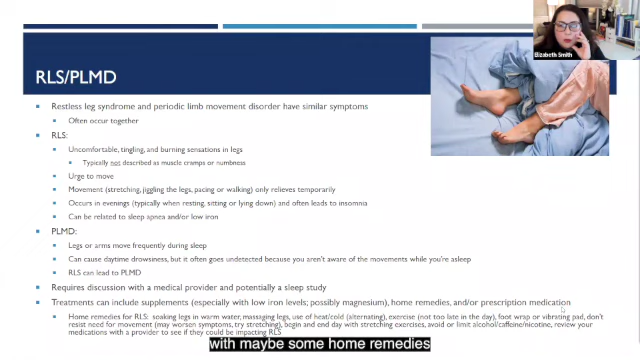 Elizabeth Smith
RLS/PLMD
Restless leg syndrome and periodic limb movement disorder have similar symptoms
Often occur together
RLS:
Uncomfortable, tingling, and burning sensations in legs
Typically not described as muscle cramps or numbness
Urge to move
Movement (stretching, jiggling the legs, pacing or walking) only relieves temporarily
Occurs in evenings (typically when resting, sitting or lying down) and often leads to insomnia
Can be related to sleep apnea and/or low iron
PLMD:
Legs or arms move frequently during sleep
Can cause daytime drowsiness, but it often goes undetected because you aren't aware of the movements while you're asleep
RLS can lead to PLMD
Requires discussion with a medical provider and potentially a sleep study
Treatments can include supplements (especially with low iron levels; possibly magnesium), home remedies, and/or prescription medication
Home remedies for RLS: soaking legs in warm water, massaging legs, use of heat/cold (alternating), exercise (not too late in the day), foot wrap or vibrating pad, don't
resist need for movement (may worsen symptoms, try stretching), begin and end day with stretching exercises, avoid or limit alcohol/caffeine/nicotine, review your
medications with a provider to see if they could be impacting RLS
with maybe some home remedies